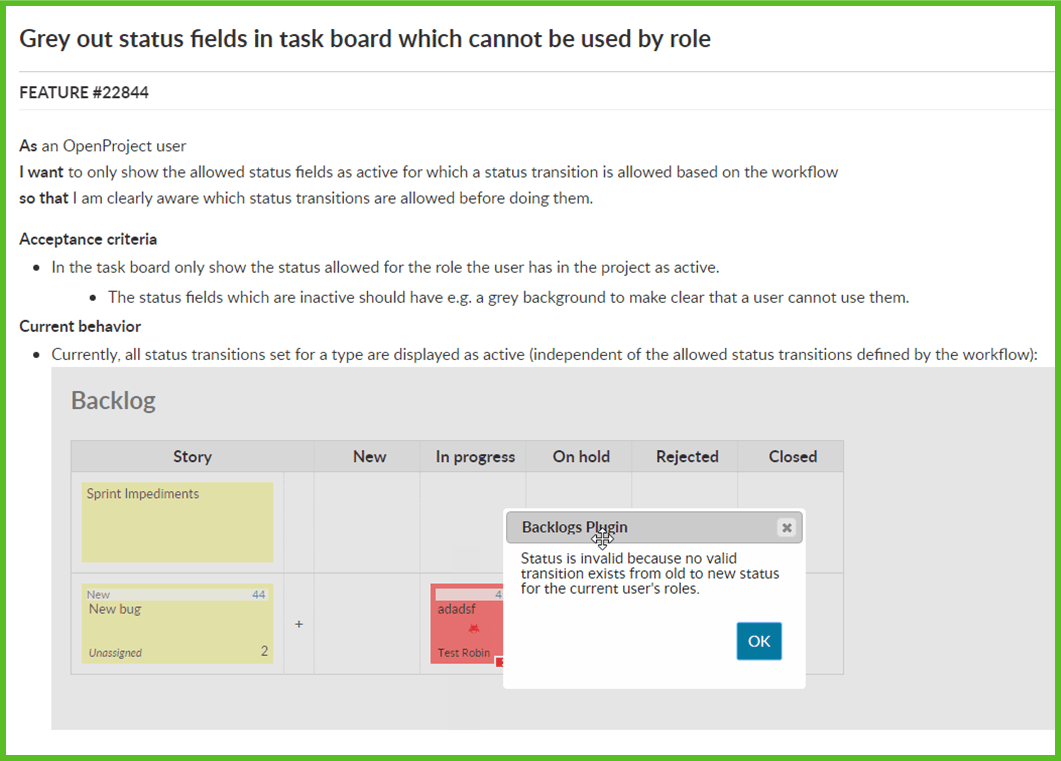 Grey out status fields in task board which cannot be used by role
FEATURE #22844
As an OpenProject user
I want to only show the allowed status fields as active for which a status transition is allowed based on the workflow
so that I am clearly aware which status transitions are allowed before doing them.
Acceptance criteria
• In the task board only show the status allowed for the role the user has in the project as active.
• The status fields which are inactive should have e.g. a grey background to make clear that a user cannot use them.
Current behavior
• Currently, all status transitions set for a type are displayed as active (independent of the allowed status transitions defined by the workflow):
Backlog
Story New In progress On hold Rejected Closed
Sprint Impediments
New 44
New bug
Unassigned 2
+
4
adadsf
Test Robin
Backlogs Plugin
Status is invalid because no valid
transition exists from old to new status
for the current user's roles.
OK